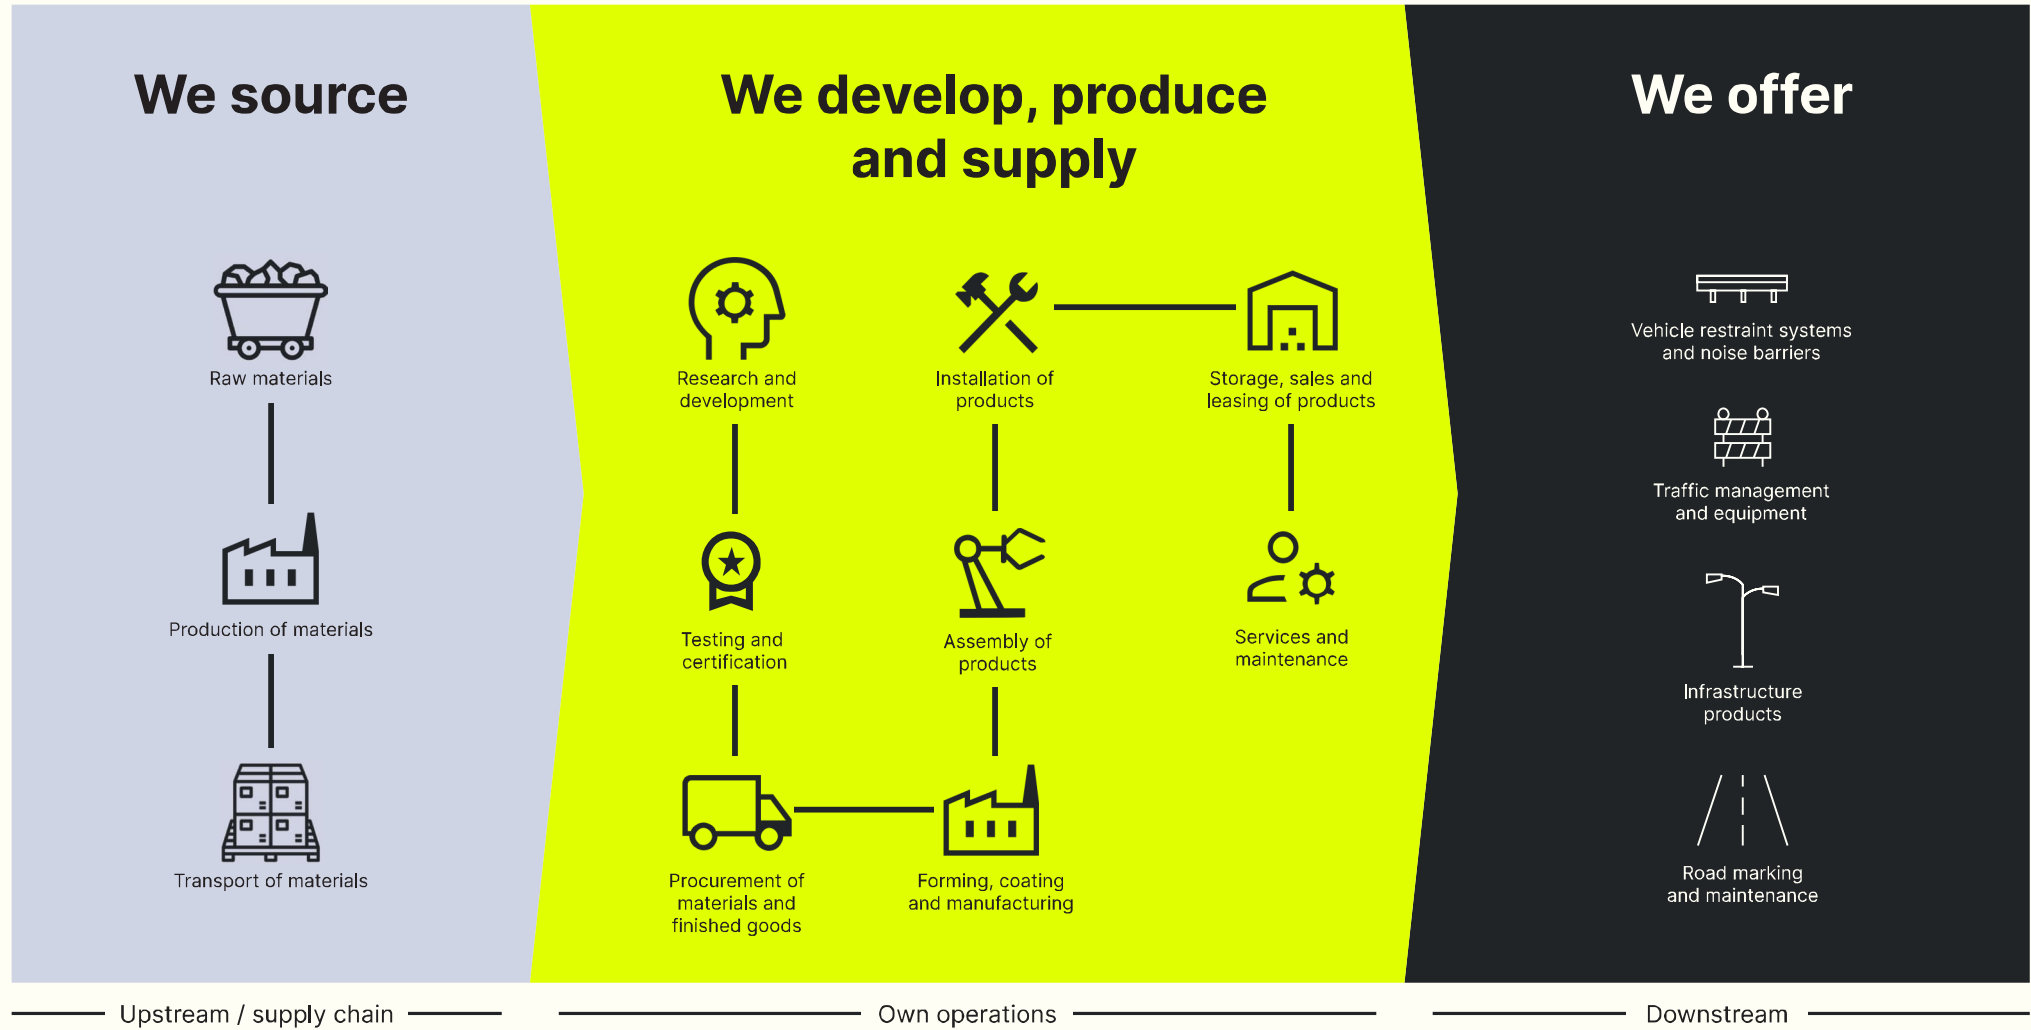 We source
Raw materials
Production of materials
Transport of materials
We develop, produce
and supply
Research and
development
Testing and
certification
Procurement of
materials and
finished goods
Forming, coating
and manufacturing
Assembly of
products
Installation of
products
Storage, sales and
leasing of products
Services and
maintenance
We offer
Vehicle restraint systems
and noise barriers
Traffic management
and equipment
Infrastructure
products
Road marking
and maintenance
Upstream / supply chain
Own operations
Downstream